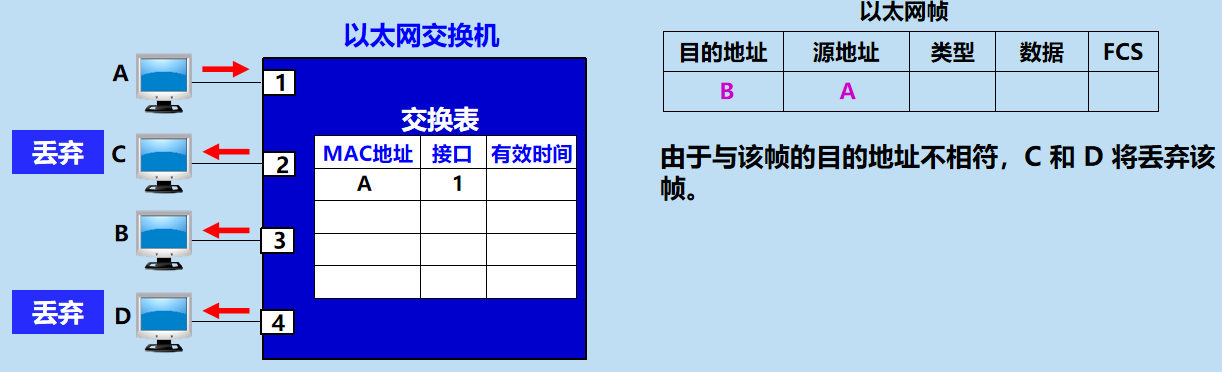 以太网交换机
A
1
交换表
MAC地址 接口 有效时间
A 1
丢弃 C
2
B
3
丢弃 D
4
以太网帧
目的地址 源地址 类型 数据 FCS
B A
由于与该帧的目的地址不相符，C 和 D 将丢弃该
帧。